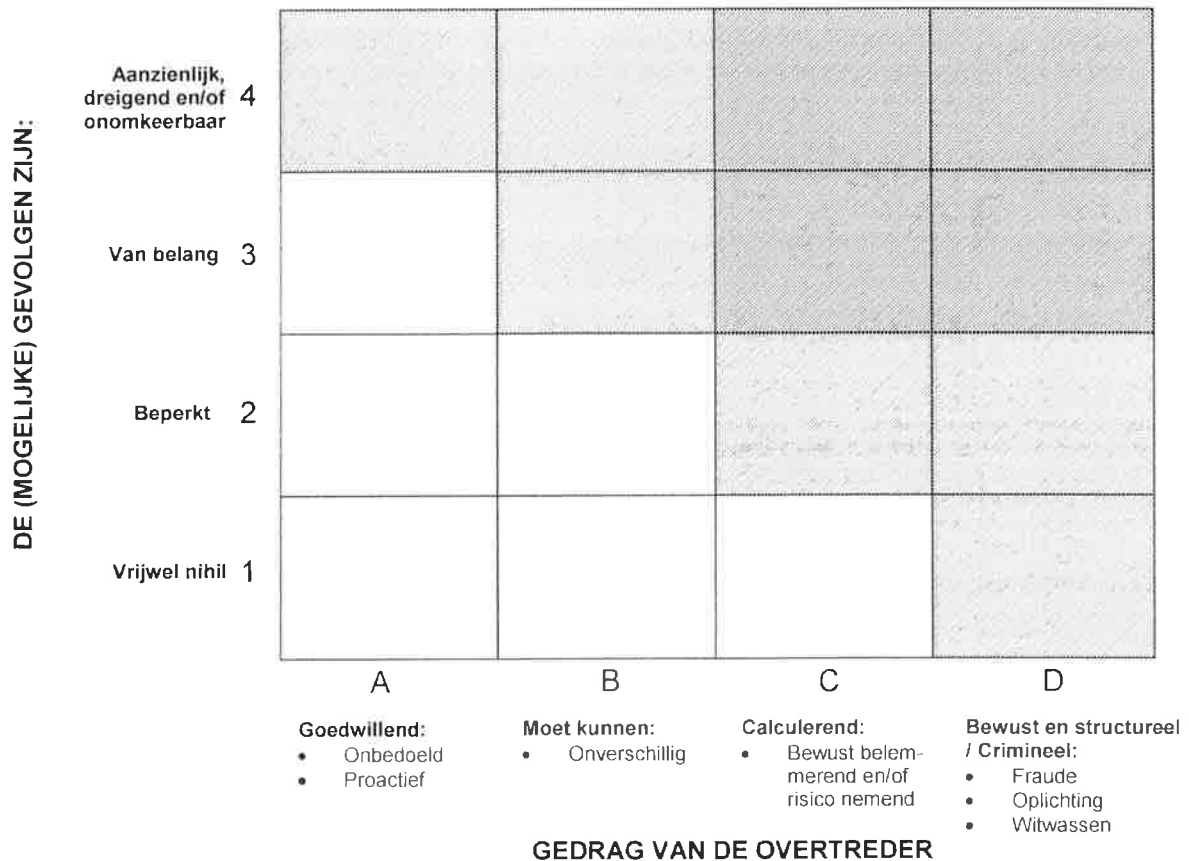 DE (MOGELIJKE) GEVOLGEN ZIJN:
Aanzienlijk,
dreigend en/of
onomkeerbaar
4
Van belang 3
Beperkt 2
Vrijwel nihil 1
A B C D
Goedwillend:
• Onbedoeld
• Proactief
Moet kunnen:
• Onverschillig
Calculerend:
• Bewust belem-
merend en/of
risico nemend
Bewust en structureel
/ Crimineel:
• Fraude
• Oplichting
• Witwassen
GEDRAG VAN DE OVERTREDER